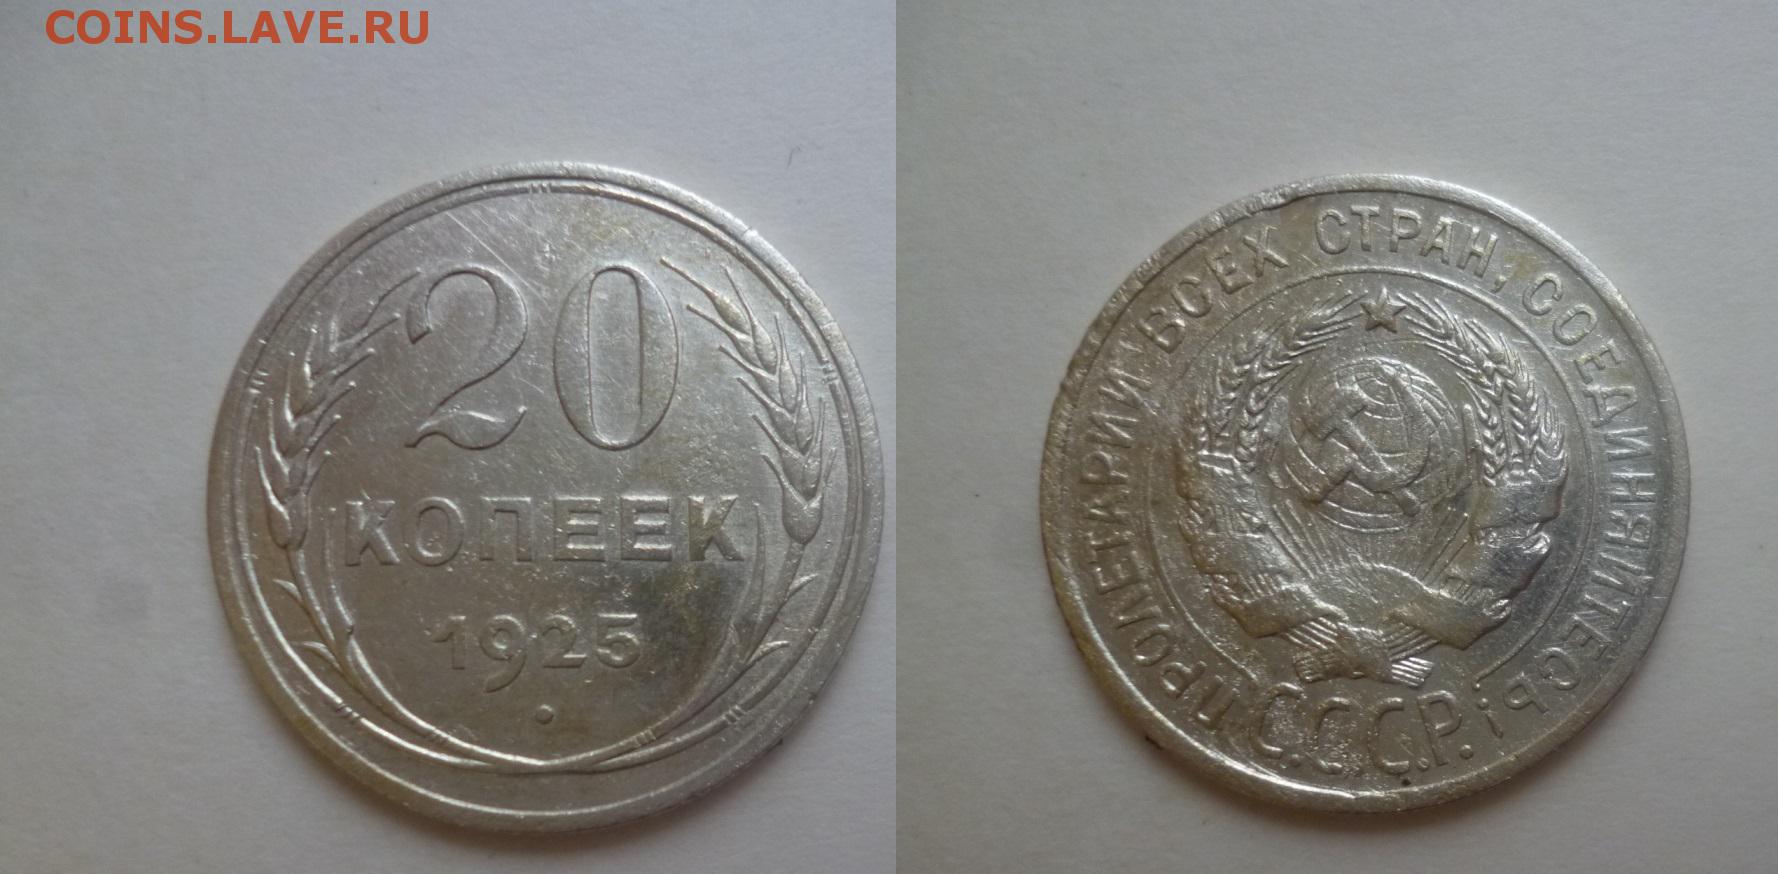 COINS.LAVE.RU
20
КОПЕЕК
1925
ПРОЛЕТАРИИ ВСЕХ СТРАН, СОЕДИНЯЙТЕСЬ!
С.С.С.Р.